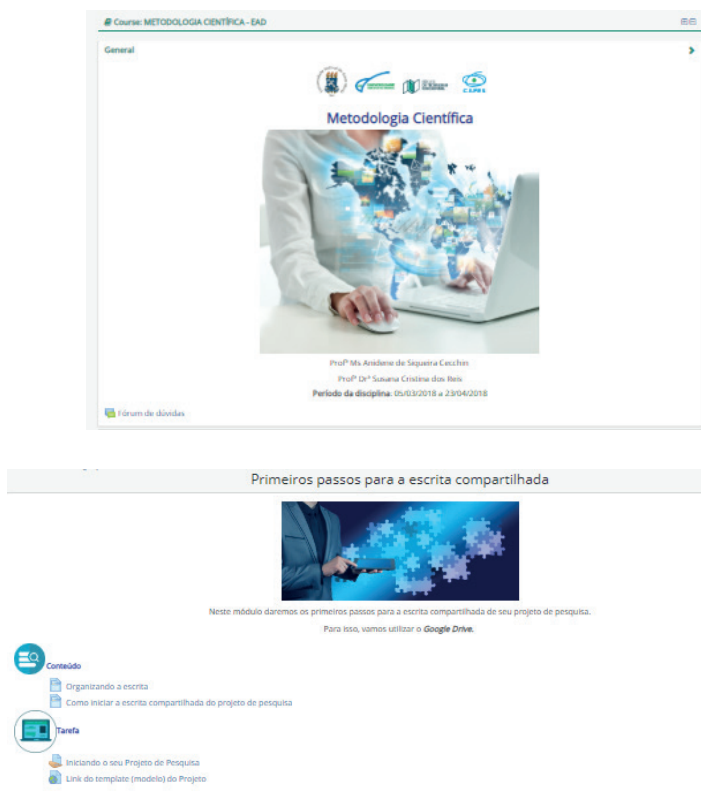 Course: METODOLOGIA CIENTÍFICA - EAD
General
CAPES
Metodologia Científica
Profª Ms Anidene de Siqueira Cecchin
Profª Drª Susana Cristina dos Reis
Período da disciplina: 05/03/2018 a 23/04/2018
Fórum de dúvidas
Primeiros passos para a escrita compartilhada
Neste módulo daremos os primeiros passos para a escrita compartilhada de seu projeto de pesquisa.
Para isso, vamos utilizar o Google Drive.
Conteúdo
Organizando a escrita
Como iniciar a escrita compartilhada do projeto de pesquisa
Tarefa
Iniciando o seu Projeto de Pesquisa
Link do template (modelo) do Projeto